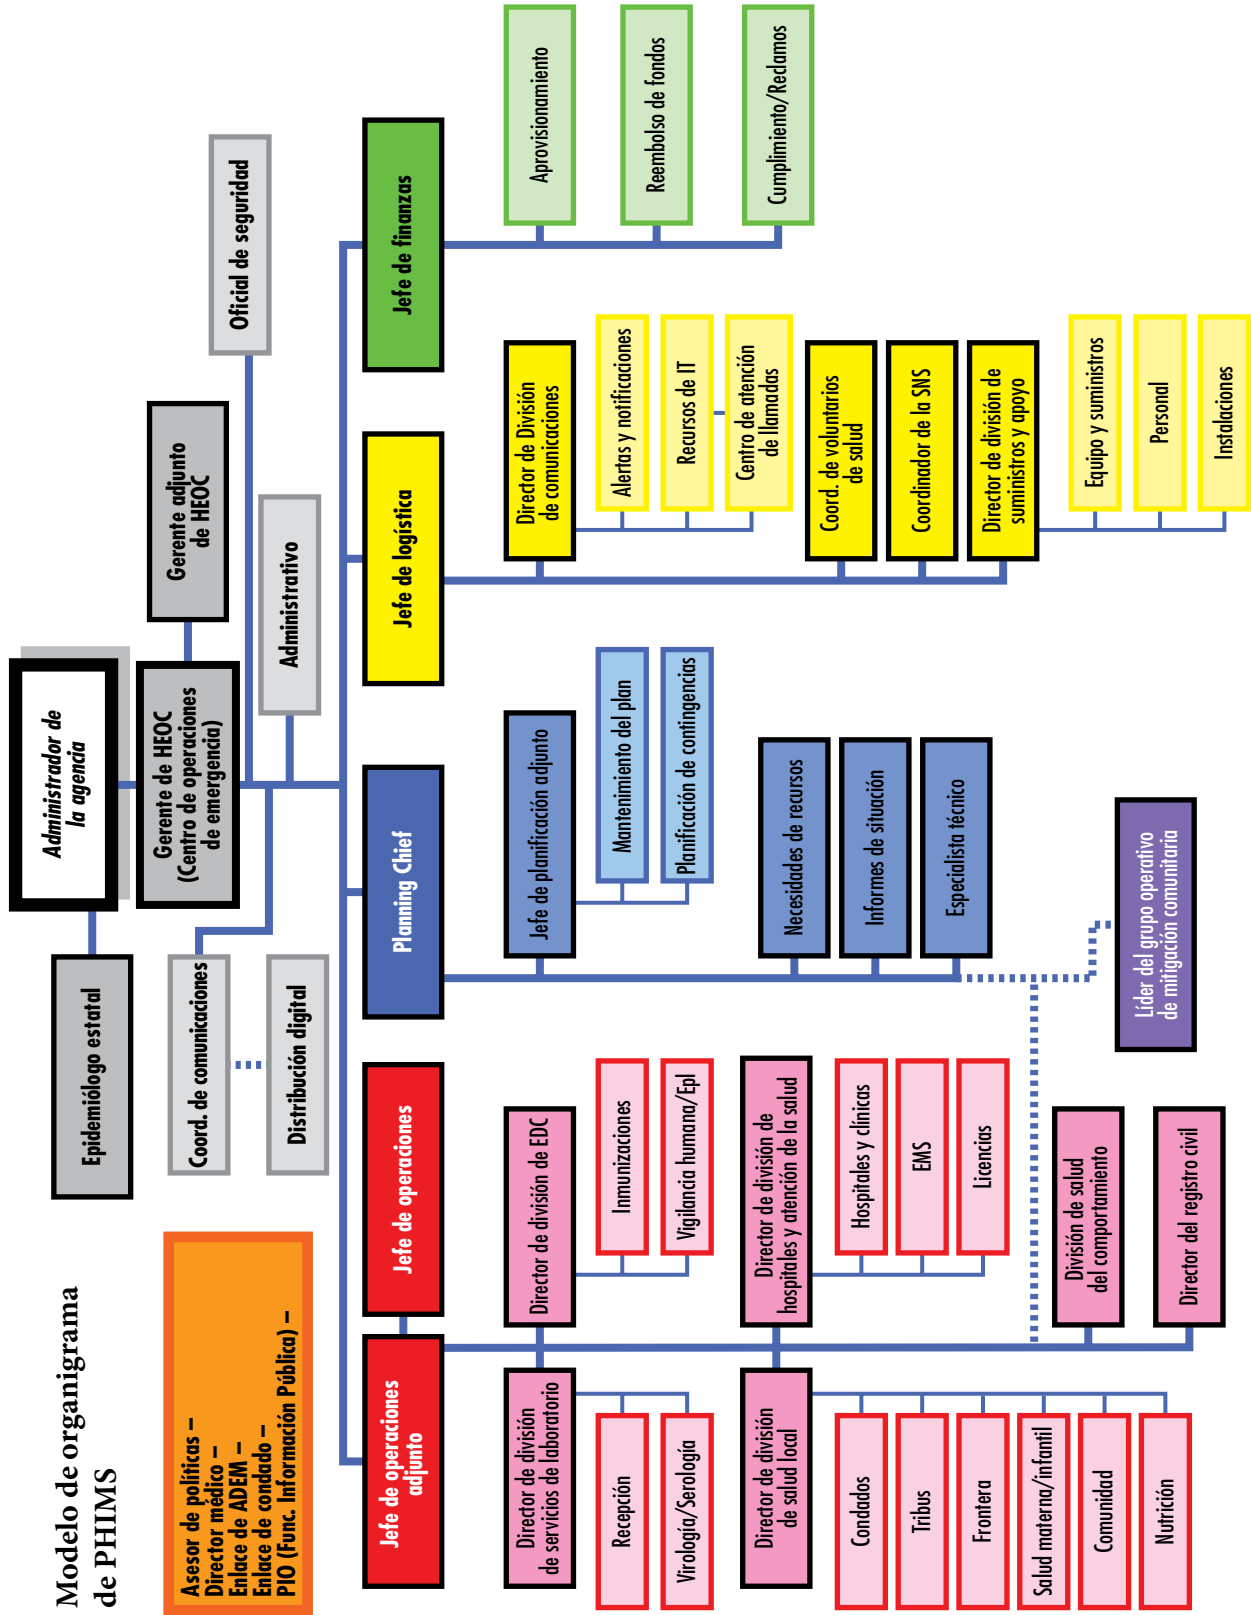 Modelo de organigrama
de PHIMS
Asesor de políticas –
Director médico –
Enlace de ADEM –
Enlace de condado –
PIO (Func. Información Pública) –
Administrador de
la agencia
Epidemiólogo estatal
Gerente de HEOC
(Centro de operaciones
de emergencia)
Gerente adjunto
de HEOC
Coord. de comunicaciones
Distribución digital
Oficial de seguridad
Administrativo
Jefe de operaciones
adjunto
Jefe de operaciones
Planning Chief
Jefe de logística
Jefe de finanzas
Director de división
de servicios de laboratorio
Recepción
Virología/Serología
Director de división
de salud local
Condados
Tribus
Frontera
Salud materna/infantil
Comunidad
Nutrición
Director de división de EDC
Inmunizaciones
Vigilancia humana/EpI
Director de división de
hospitales y atención de la salud
Hospitales y clínicas
EMS
Licencias
División de salud
del comportamiento
Director del registro civil
Jefe de planificación adjunto
Mantenimiento del plan
Planificación de contingencias
Necesidades de recursos
Informes de situación
Especialista técnico
Líder del grupo operativo
de mitigación comunitaria
Director de División
de comunicaciones
Alertas y notificaciones
Recursos de IT
Centro de atención
de llamadas
Coord. de voluntarios
de salud
Coordinador de la SNS
Director de división de
suministros y apoyo
Equipo y suministros
Personal
Instalaciones
Aprovisionamiento
Reembolso de fondos
Cumplimiento/Reclamos